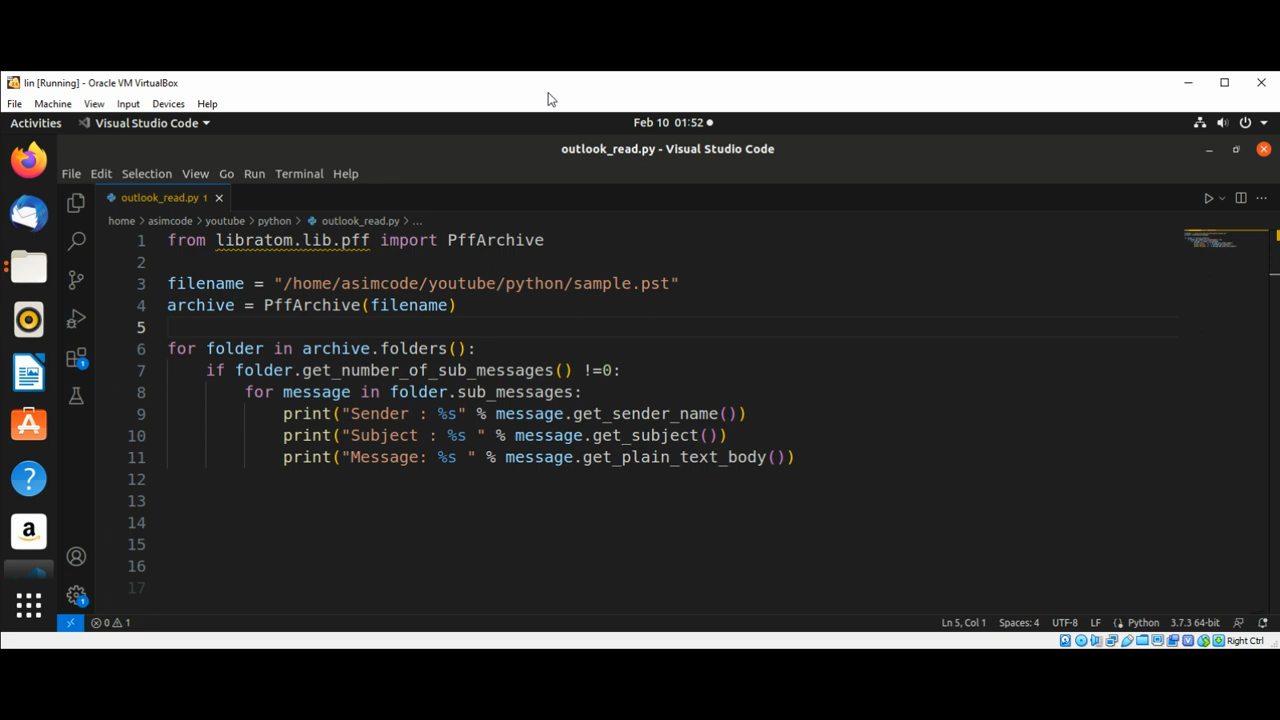 lin [Running] - Oracle VM VirtualBox
File Machine View Input Devices Help
Activities Visual Studio Code Feb 10 01:52
outlook_read.py - Visual Studio Code
File Edit Selection View Go Run Terminal Help
outlook_read.py 1
home > asimcode > youtube > python > outlook_read.py > ...
1 from libratom.lib.pff import PffArchive
2
3 filename = "/home/asimcode/youtube/python/sample.pst"
4 archive = PffArchive(filename)
5
6 for folder in archive.folders():
7 if folder.get_number_of_sub_messages() !=0:
8 for message in folder.sub_messages:
9 print("Sender : %s" % message.get_sender_name())
10 print("Subject : %s " % message.get_subject())
11 print("Message: %s " % message.get_plain_text_body())
12
13
14
15
16
17
1
1
a
0 1 Ln 5, Col 1 Spaces: 4 UTF-8 LF Python 3.7.3 64-bit
Right Ctrl